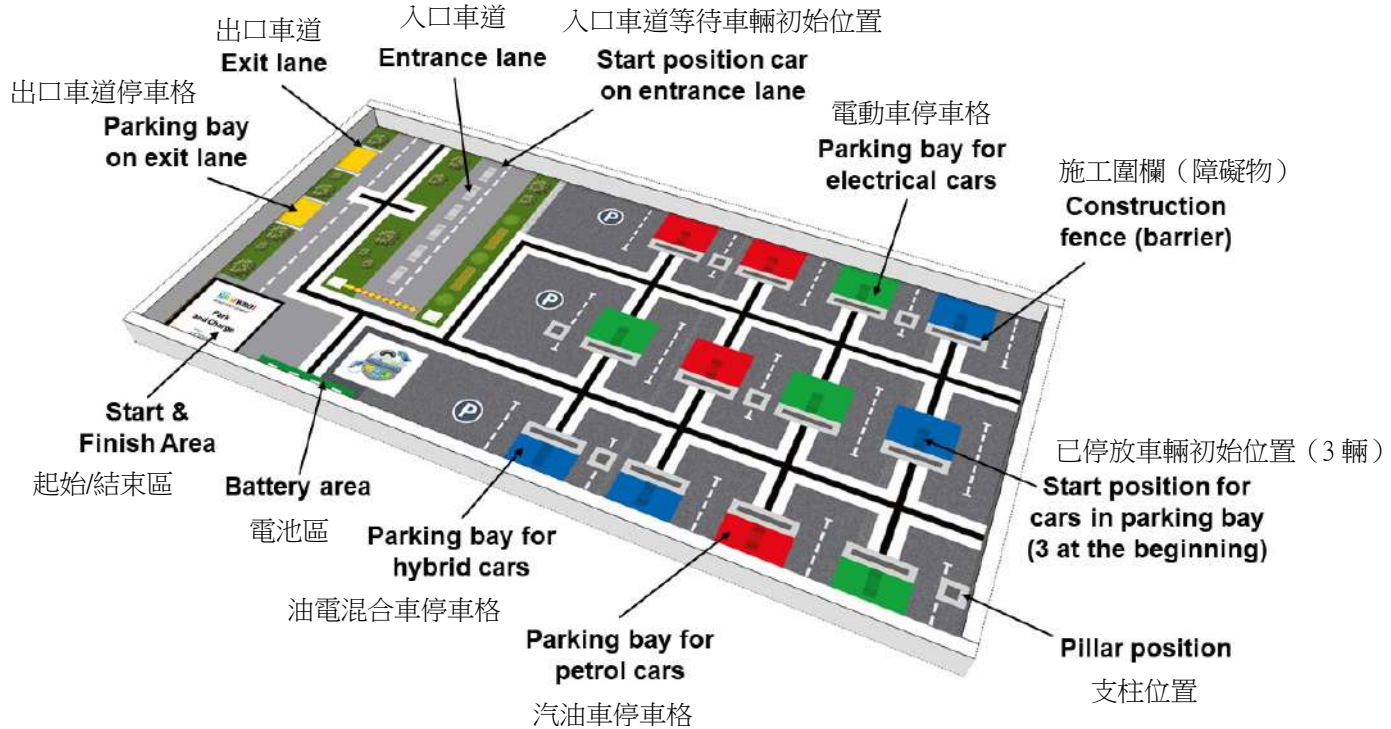 出口車道
Exit lane
入口車道
Entrance lane
入口車道等待車輛初始位置
Start position car
on entrance lane
出口車道停車格
Parking bay
on exit lane
電動車停車格
Parking bay for
electrical cars
施工圍欄（障礙物）
Construction
fence (barrier)
P
P
P
Park
and Charge
Start &
Finish Area
起始/結束區
Battery area
電池區
Parking bay for
hybrid cars
油電混合車停車格
Parking bay for
petrol cars
汽油車停車格
已停放車輛初始位置（3 輛）
Start position for
cars in parking bay
(3 at the beginning)
Pillar position
支柱位置